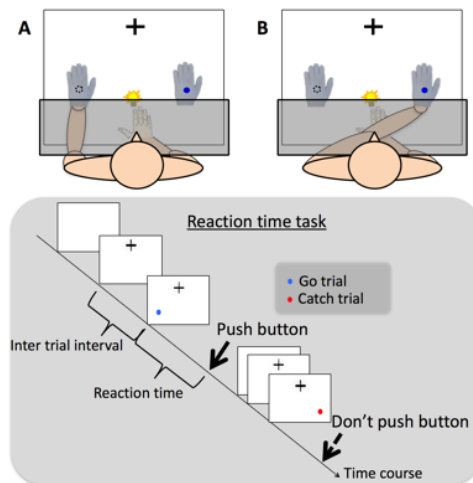 A
B
Reaction time task
Go trial
Catch trial
Push button
Inter trial interval
Reaction time
Don't push button
Time course